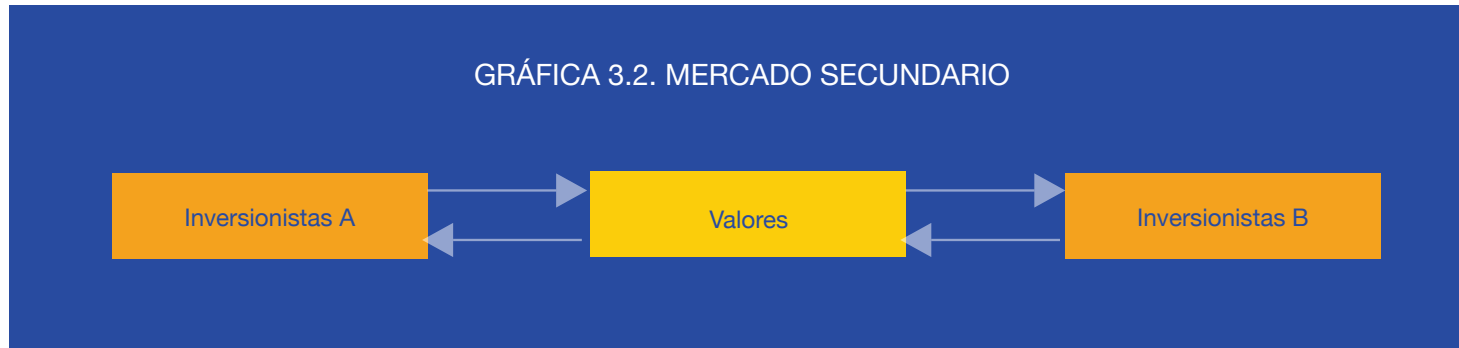 GRÁFICA 3.2. MERCADO SECUNDARIO
Inversionistas A
Valores
Inversionistas B